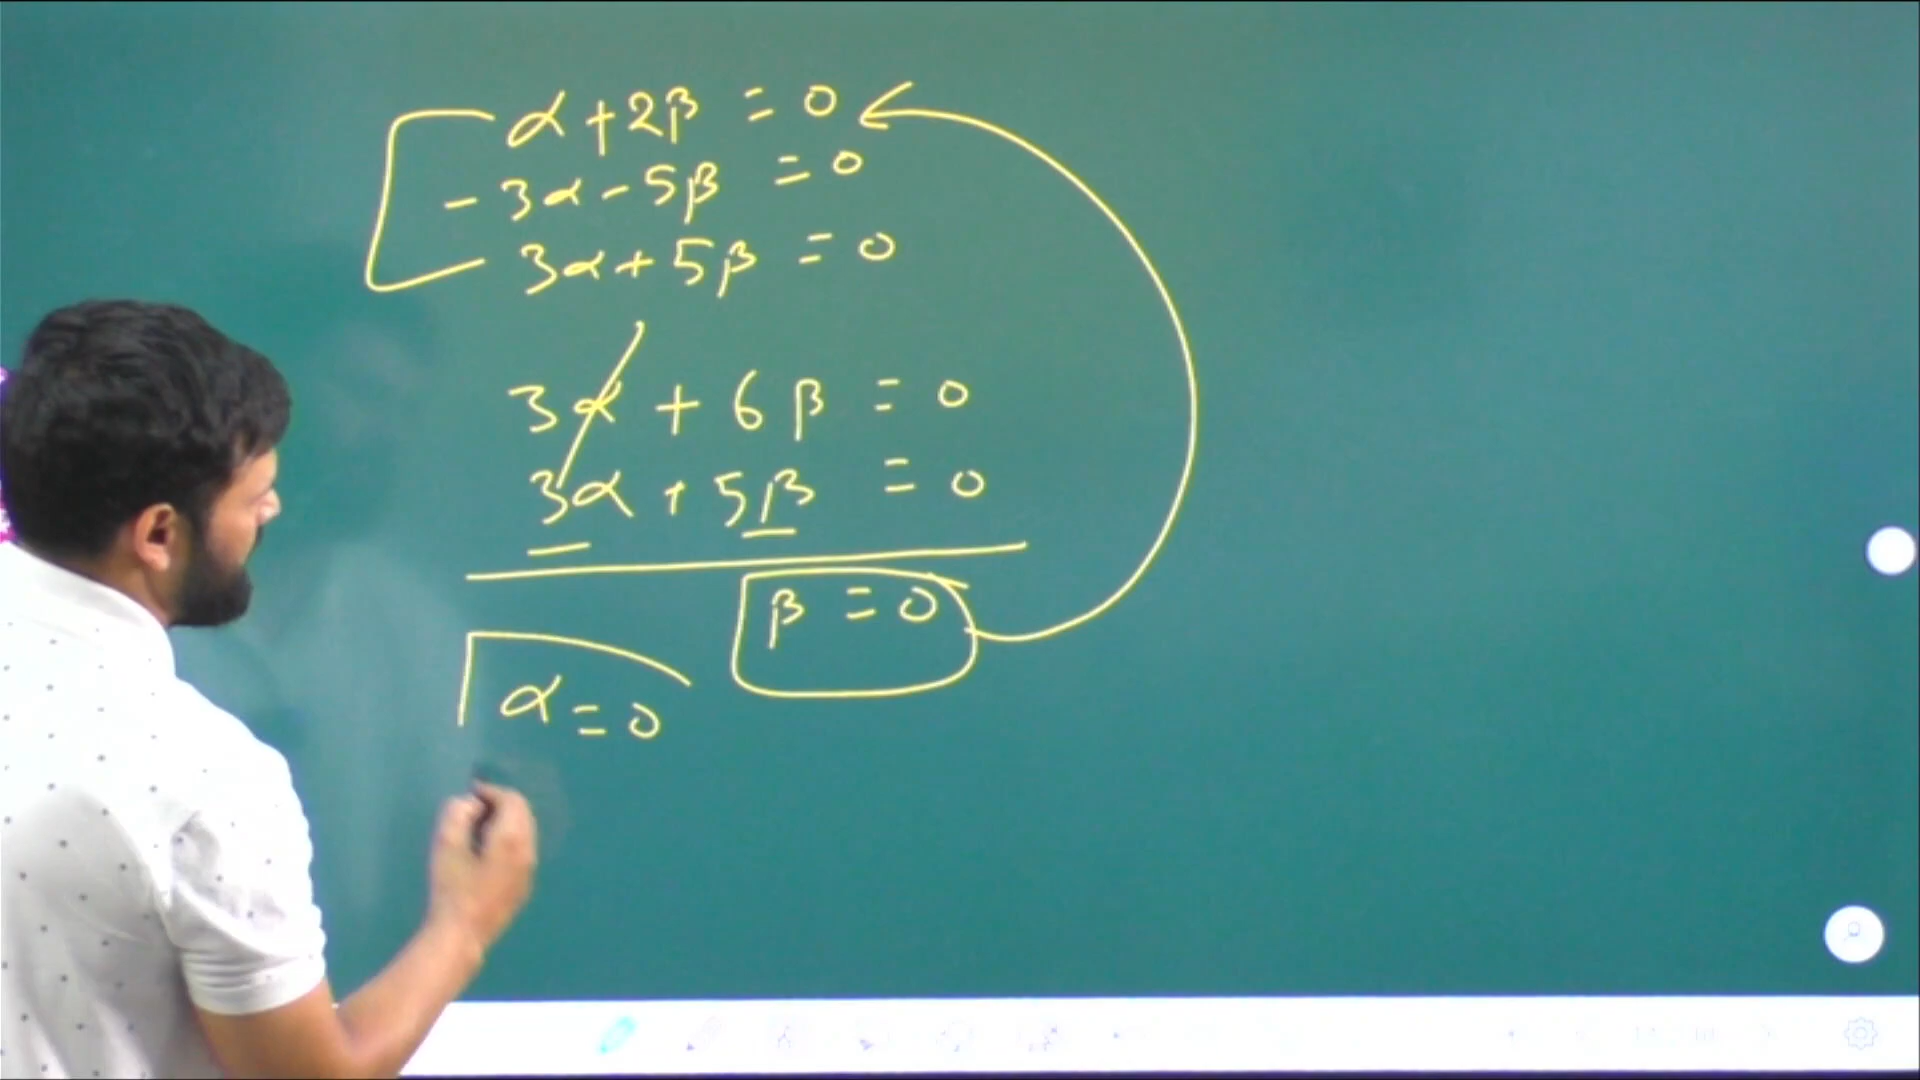 α + 2β = 0
- 3α - 5β = 0
3α + 5β = 0
3α + 6β = 0
3α + 5β = 0
β = 0
α = 0